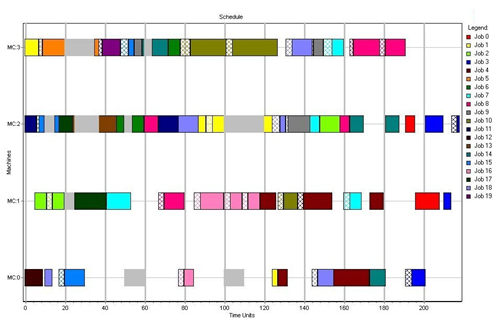 Schedule
Legend:
Job 0
Job 1
Job 2
Job 3
Job 4
Job 5
Job 6
Job 7
Job 8
Job 9
Job 10
Job 11
Job 12
Job 13
Job 14
Job 15
Job 16
Job 17
Job 18
Job 19
MC:3
MC:2
Machines
MC:1
MC:0
0 20 40 60 80 100 120 140 160 180 200
Time Units